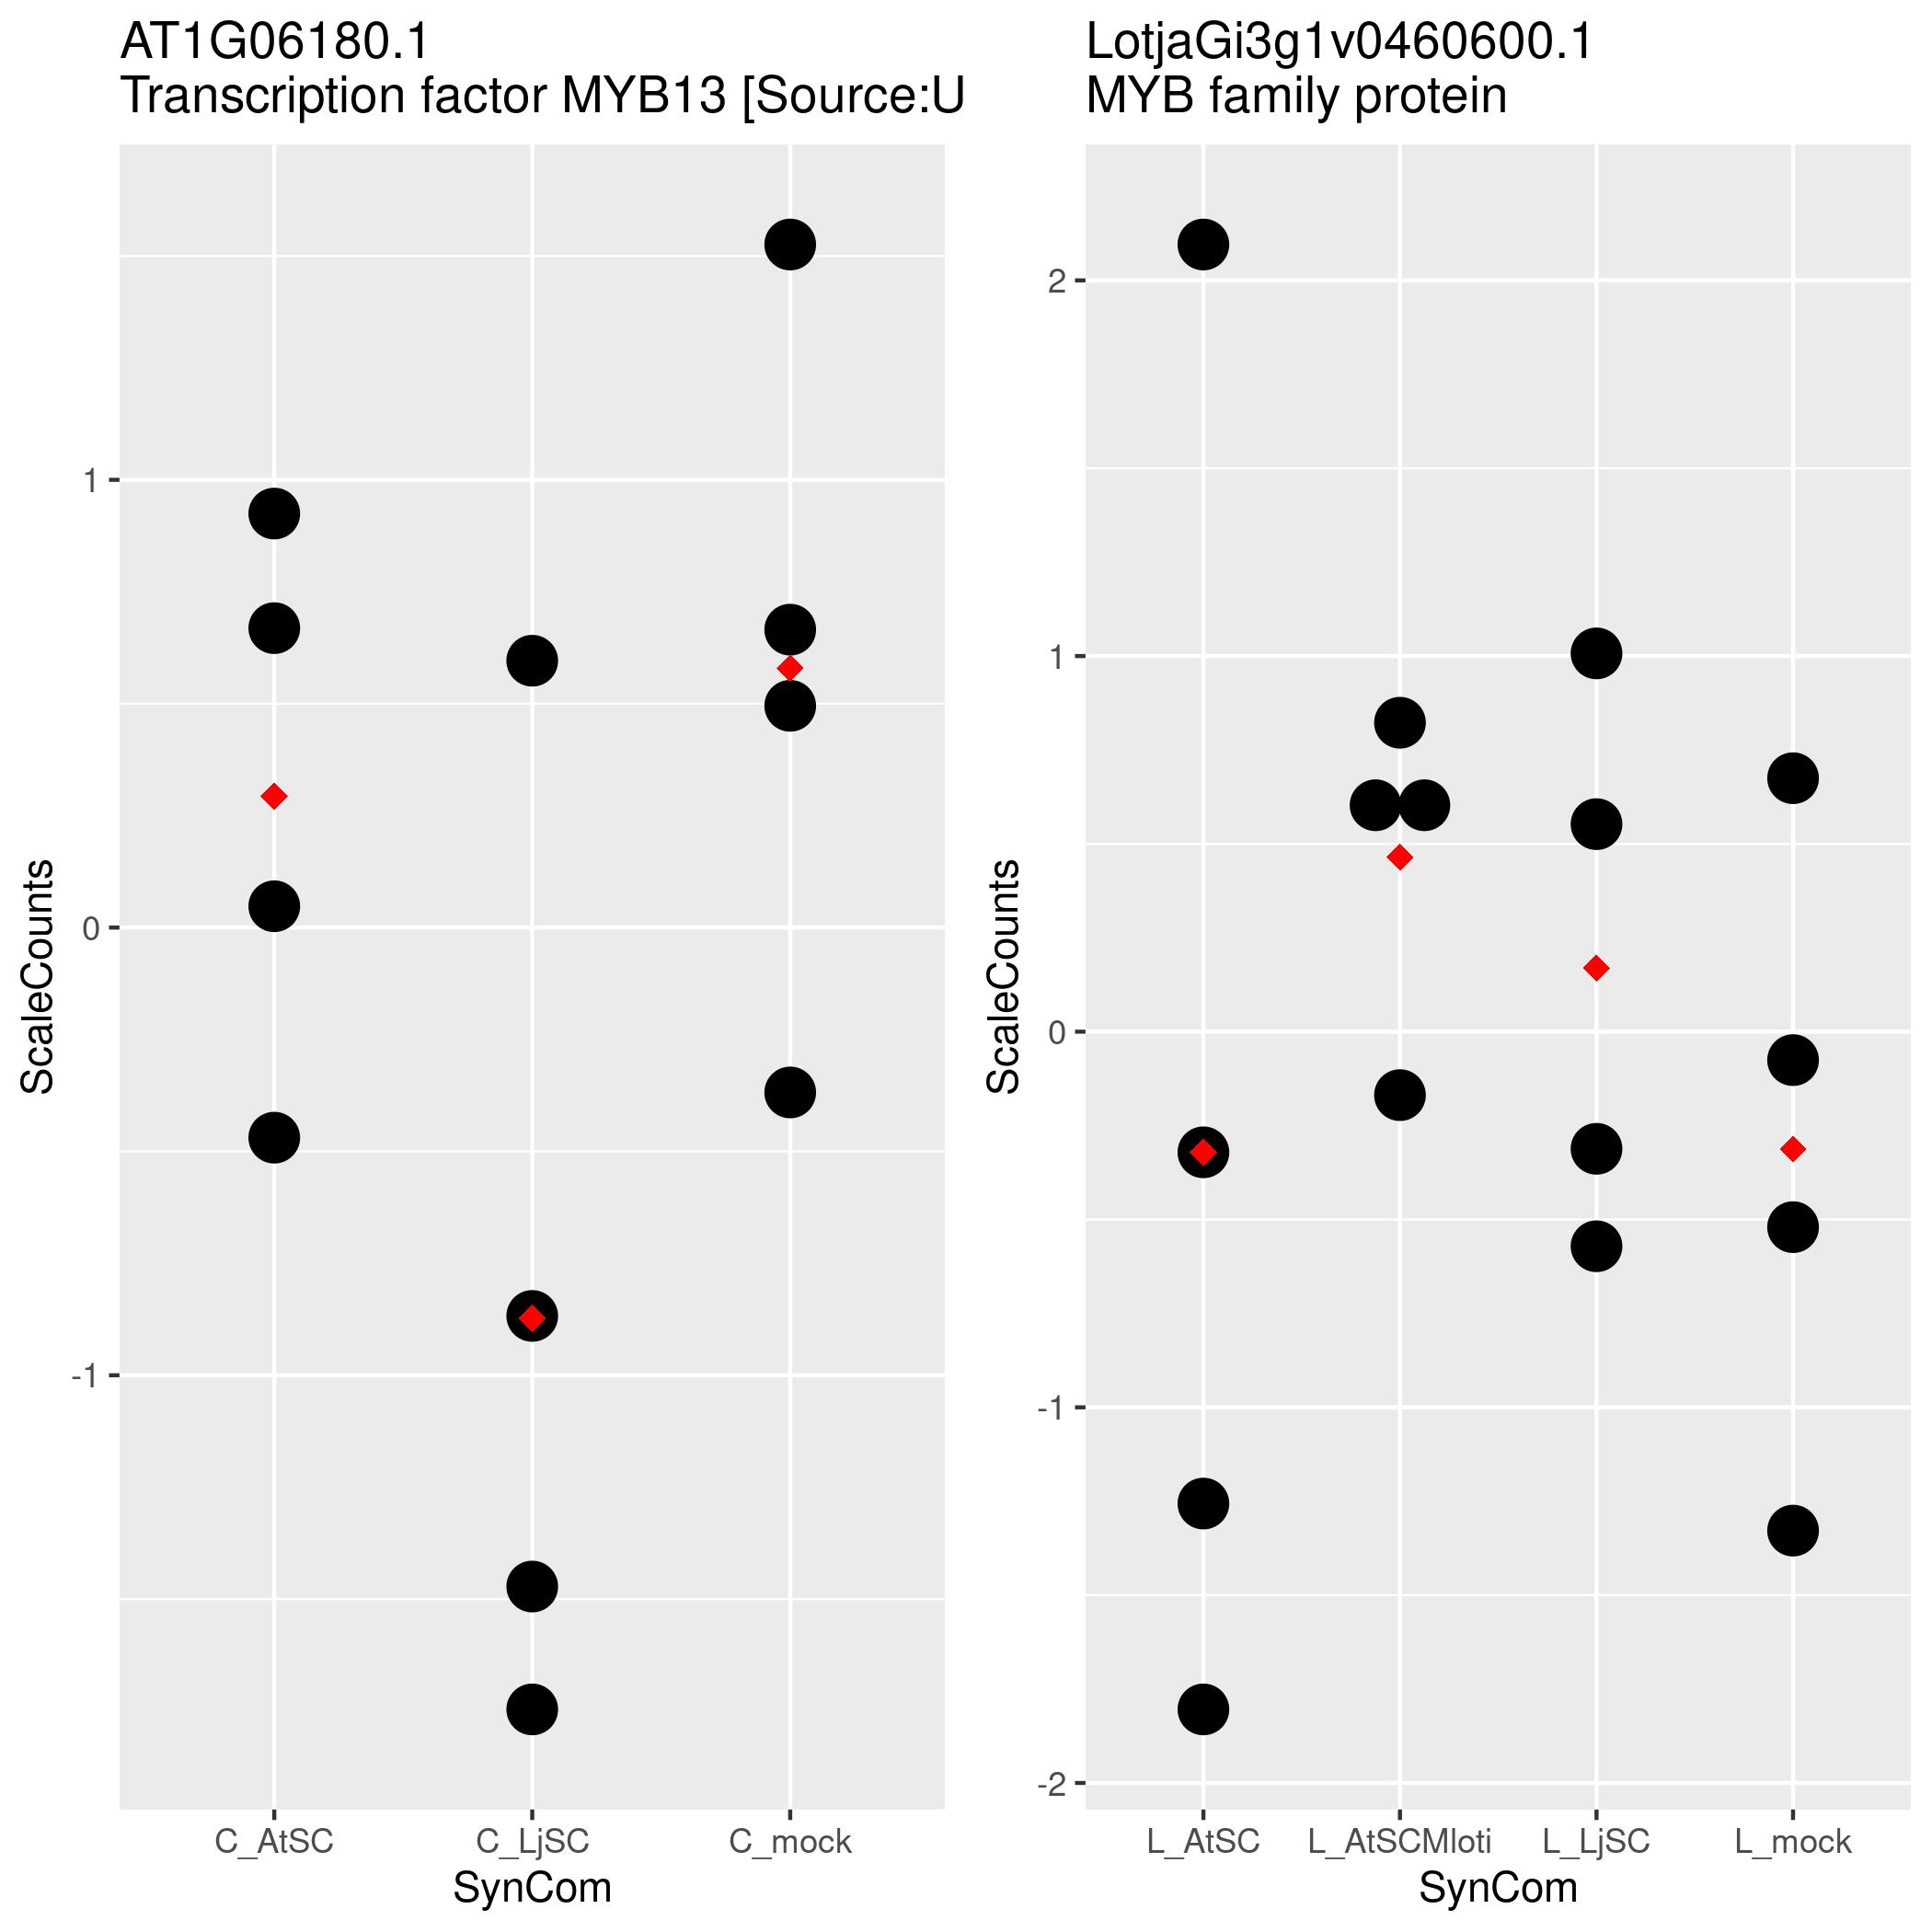 AT1G06180.1
Transcription factor MYB13 [Source:U
ScaleCounts
1
0
-1
C_AtSC
C_LjSC
C_mock
SynCom
LotjaGi3g1v0460600.1
MYB family protein
ScaleCounts
2
1
0
-1
-2
L_AtSC
L_AtSCMloti
L_LjSC
L_mock
SynCom